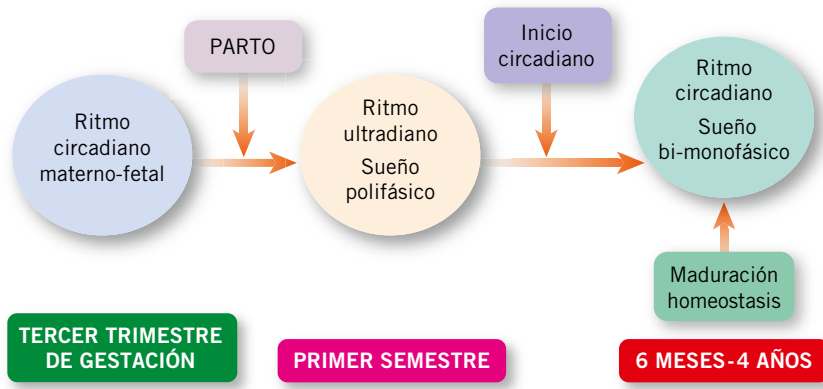 PARTO
Inicio
circadiano
Ritmo
circadiano
materno-fetal
Ritmo
ultradiano
Sueño
polifásico
Ritmo
circadiano
Sueño
bi-monofásico
Maduración
homeostasis
TERCER TRIMESTRE
DE GESTACIÓN
PRIMER SEMESTRE
6 MESES-4 AÑOS